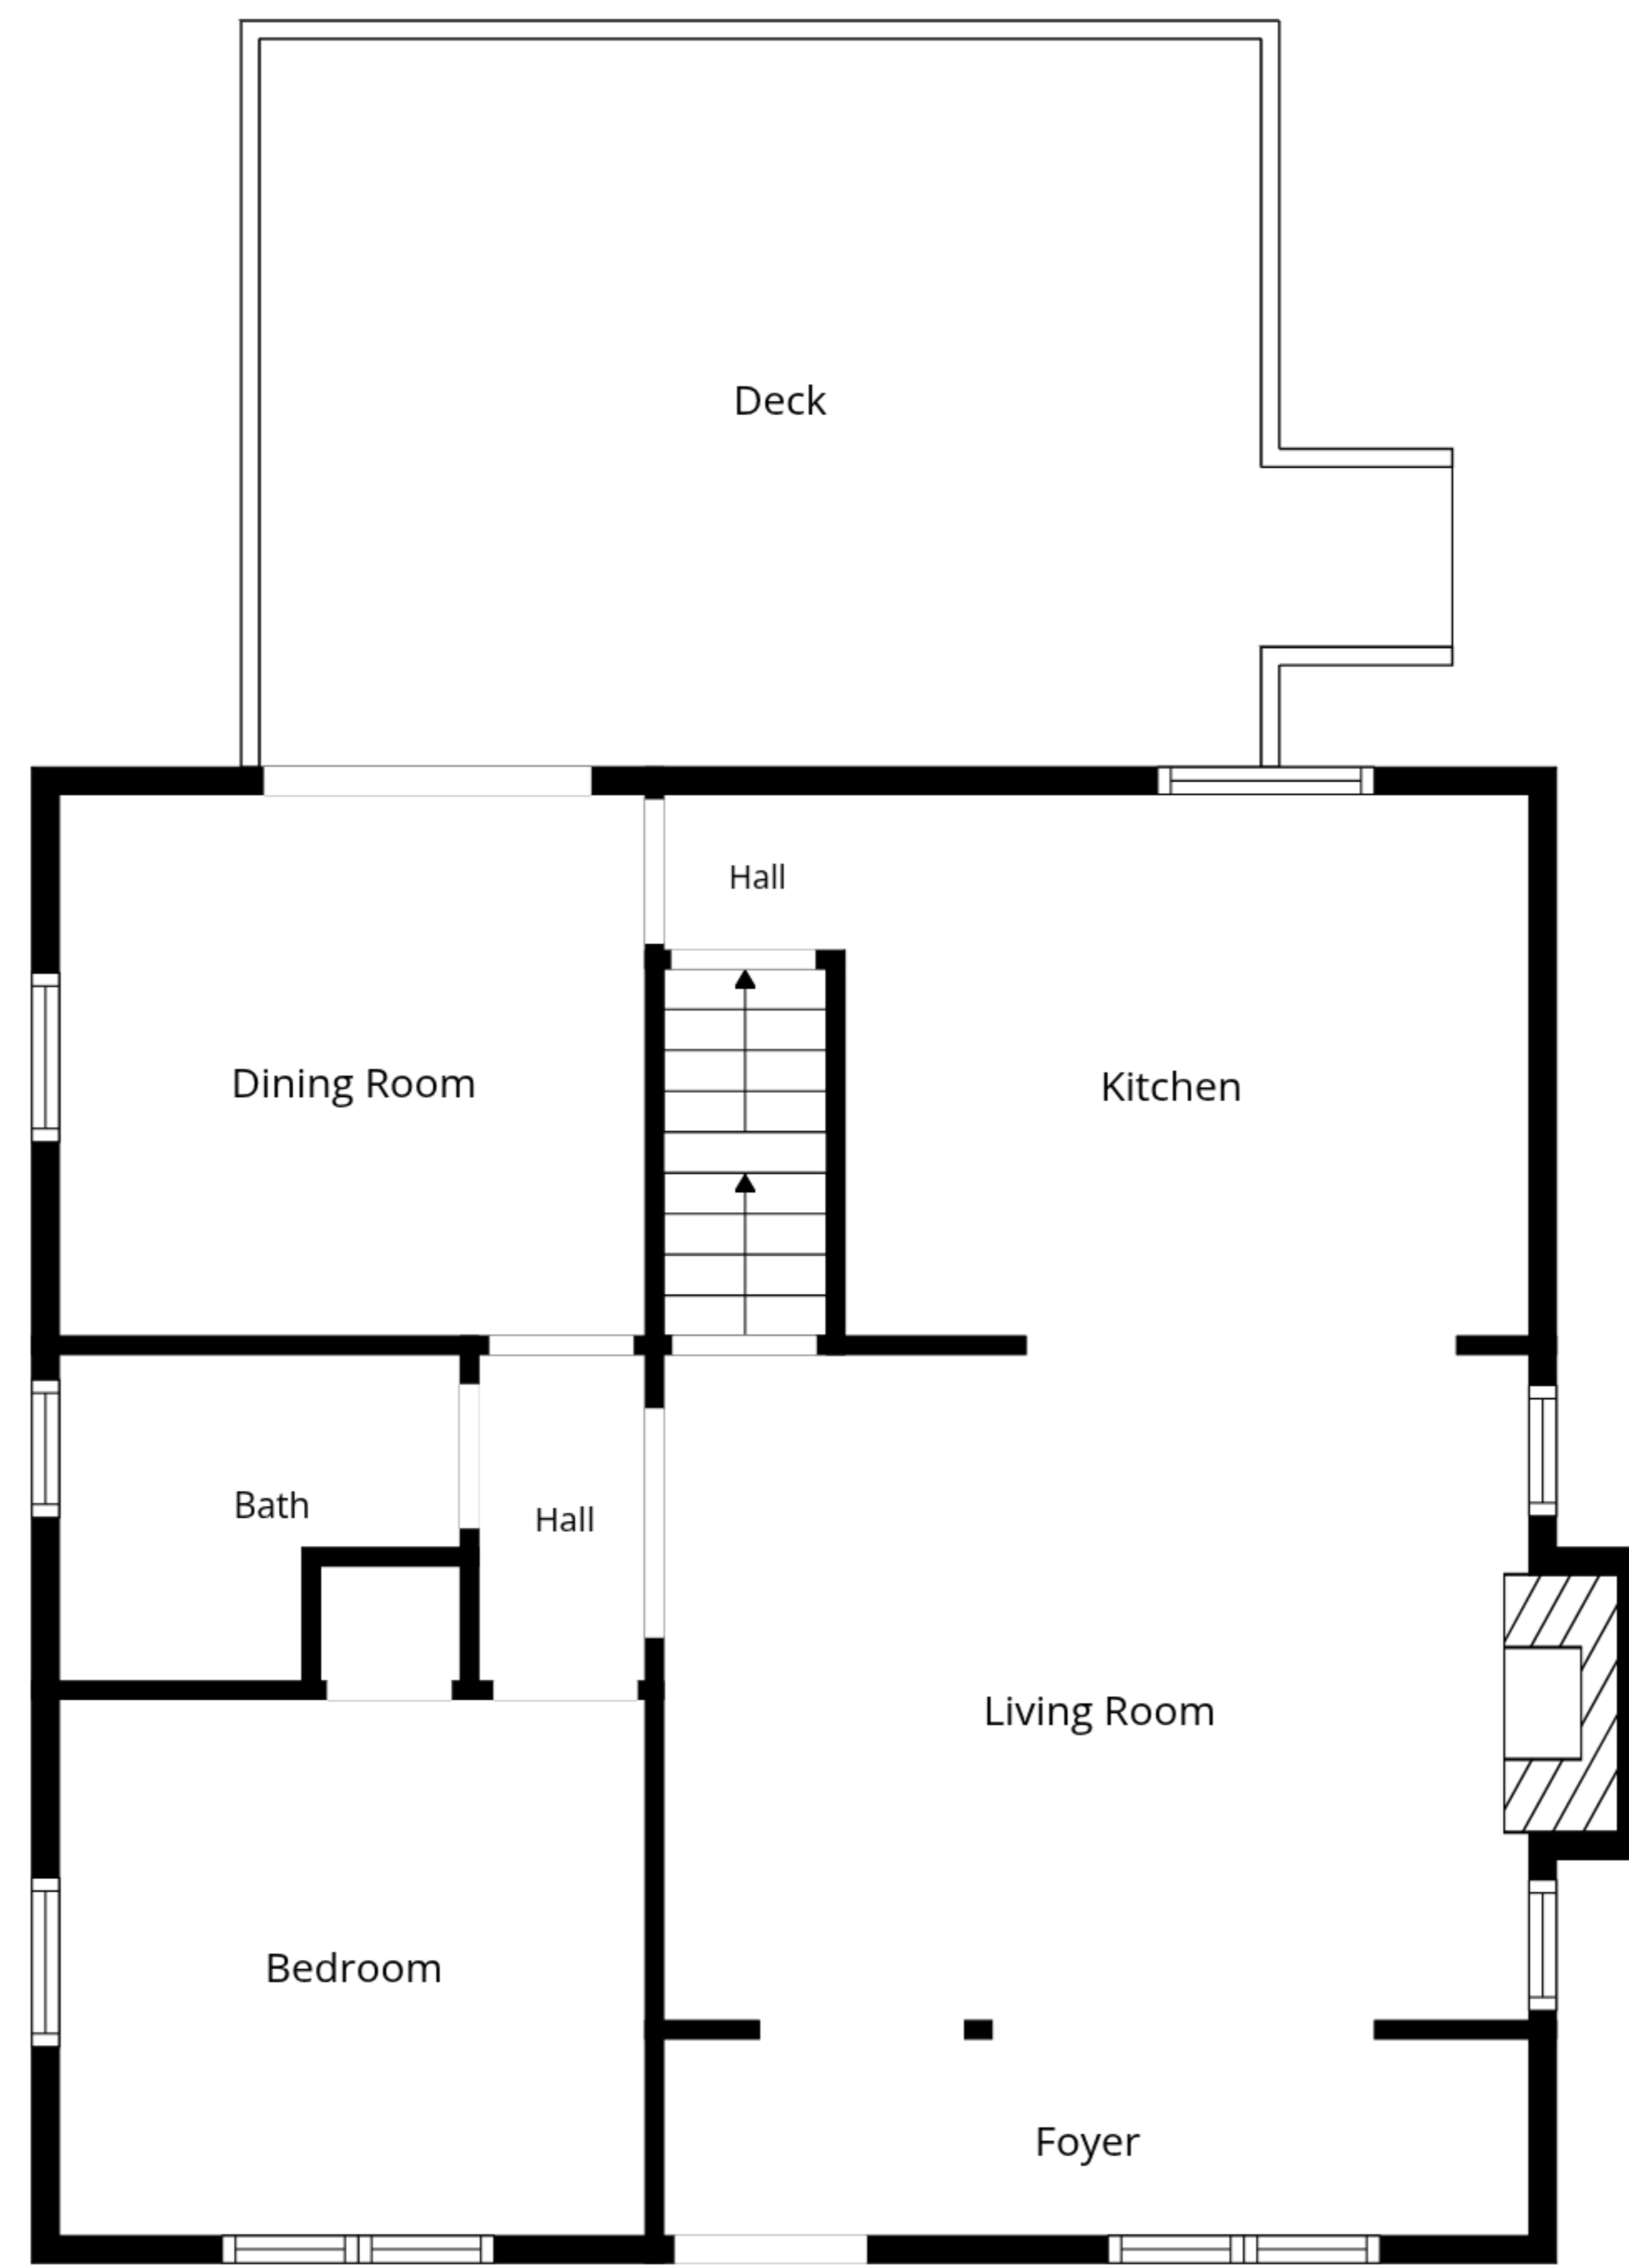 Deck
Hall
Dining Room
Kitchen
Bath
Hall
Living Room
Bedroom
Foyer